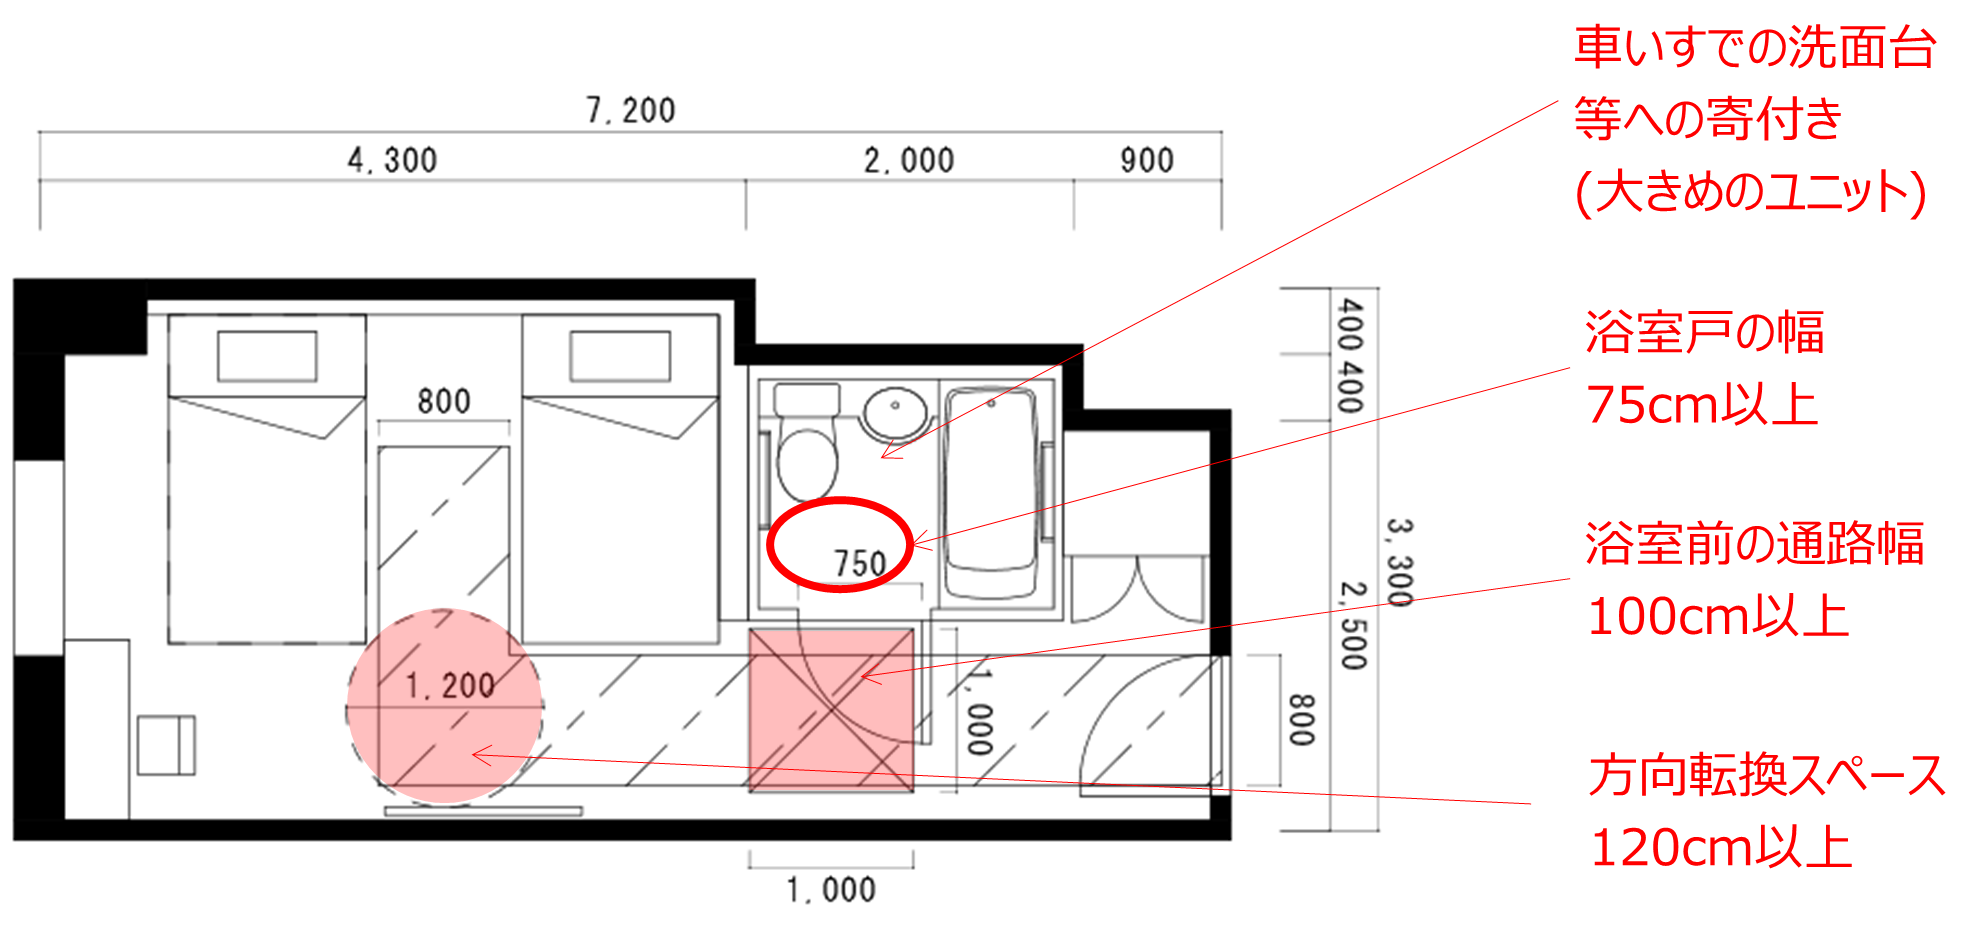 7,200
4,300
2,000
900
車いすでの洗面台
等への寄付き
(大きめのユニット)
400
400
2,500
3,300
800
浴室戸の幅
75cm以上
750
浴室前の通路幅
100cm以上
1,200
1,000
800
方向転換スペース
120cm以上
1,000